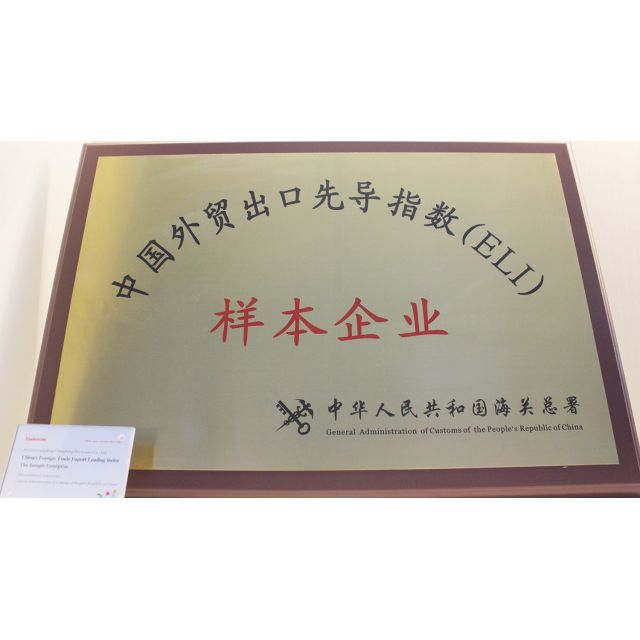 中国外贸出口先导指数(ELI)
样本企业
中华人民共和国海关总署
General Administration of Customs of the People's Republic of China
China's Foreign Trade Export Leading Index
The Sample Enterprise